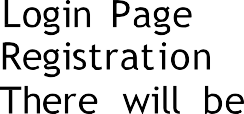 Login Page
Registration
There will be